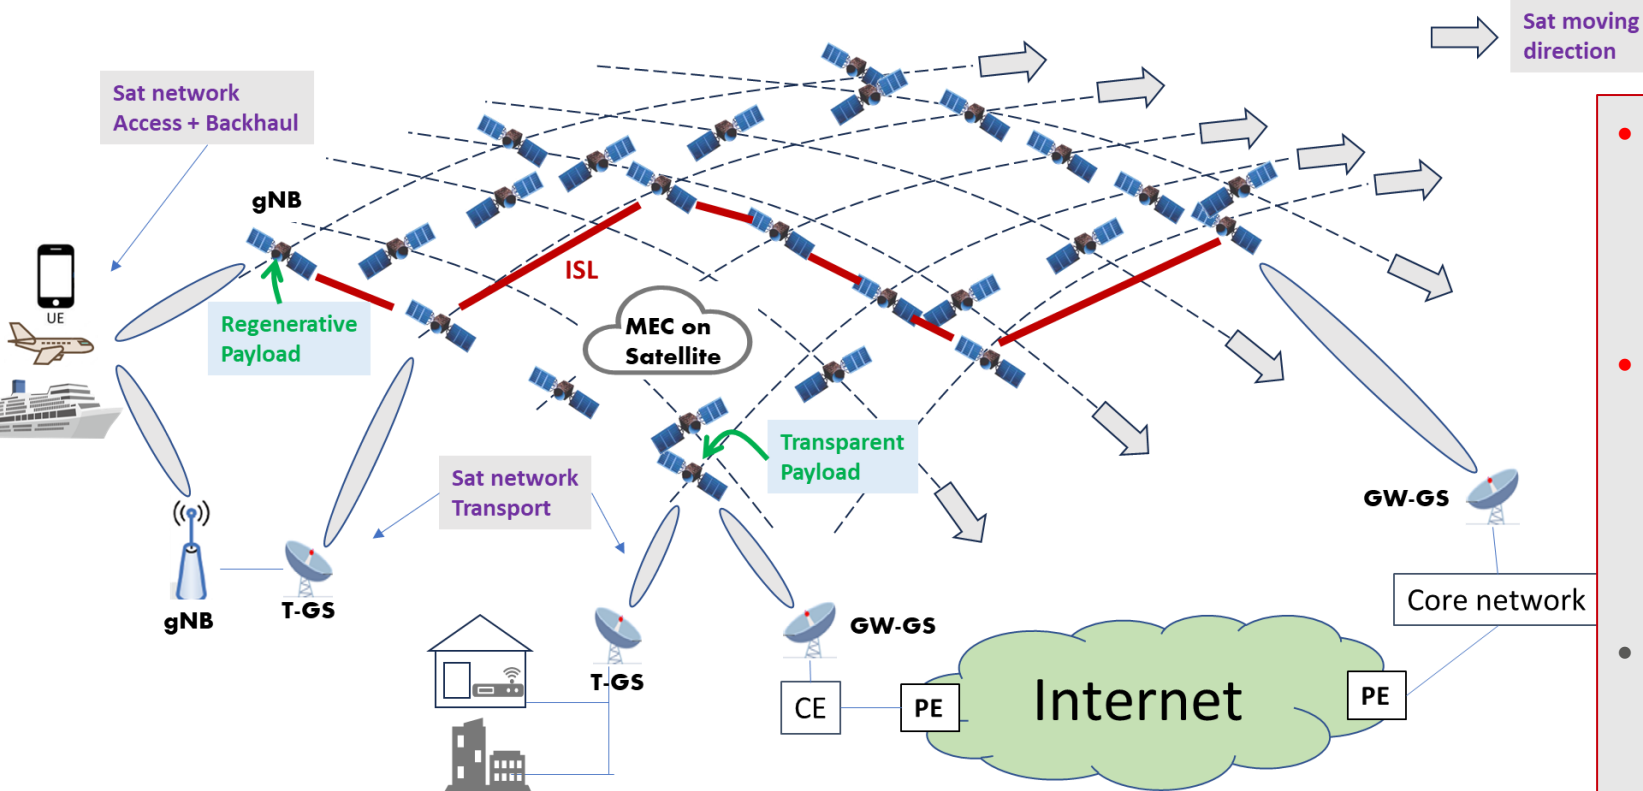 Sat moving
direction
Sat network
Access + Backhaul
gNB
UE
Regenerative
Payload
ISL
MEC on
Satellite
Transparent
Payload
Sat network
Transport
GW-GS
gNB
T-GS
T-GS
GW-GS
Core network
CE
PE
Internet
PE